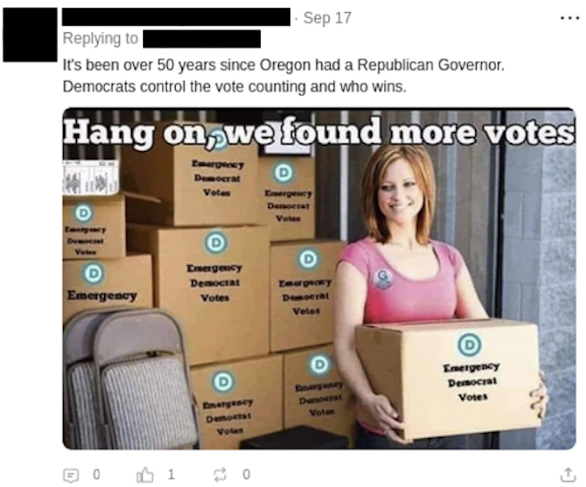 · Sep 17
Replying to
It's been over 50 years since Oregon had a Republican Governor.
Democrats control the vote counting and who wins.
Hang on, we found more votes
Emergency
Democrat
Votes
D
Emergency
Democrat
Votes
D
Emergency
Democrat
Votes
D
Emergency
D
Emergency
Democrat
Votes
D
Emergency
Democrat
Votes
D
Emergency
Democrat
Votes
D
Emergency
Democrat
Votes
D
Emergency
Democrat
Votes
0
1
0